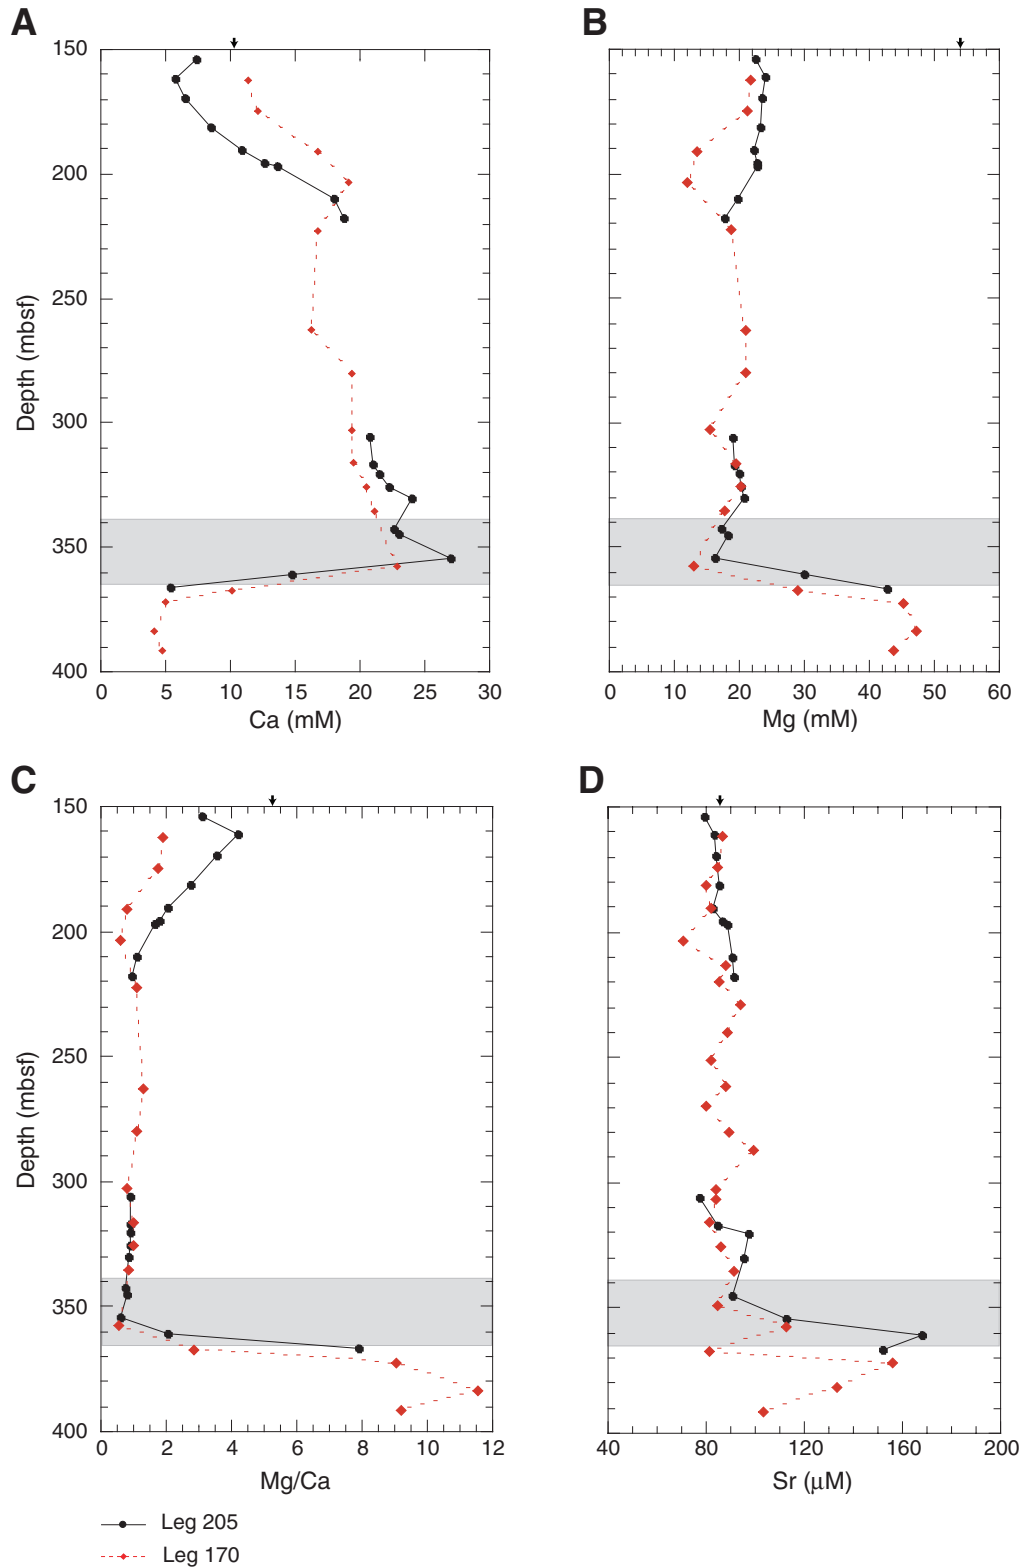 A
150
200
250
300
350
400
Depth (mbsf)
0 5 10 15 20 25 30
Ca (mM)
B
0 10 20 30 40 50 60
Mg (mM)
C
150
200
250
300
350
400
Depth (mbsf)
0 2 4 6 8 10 12
Mg/Ca
D
40 80 120 160 200
Sr (μM)
Leg 205
Leg 170